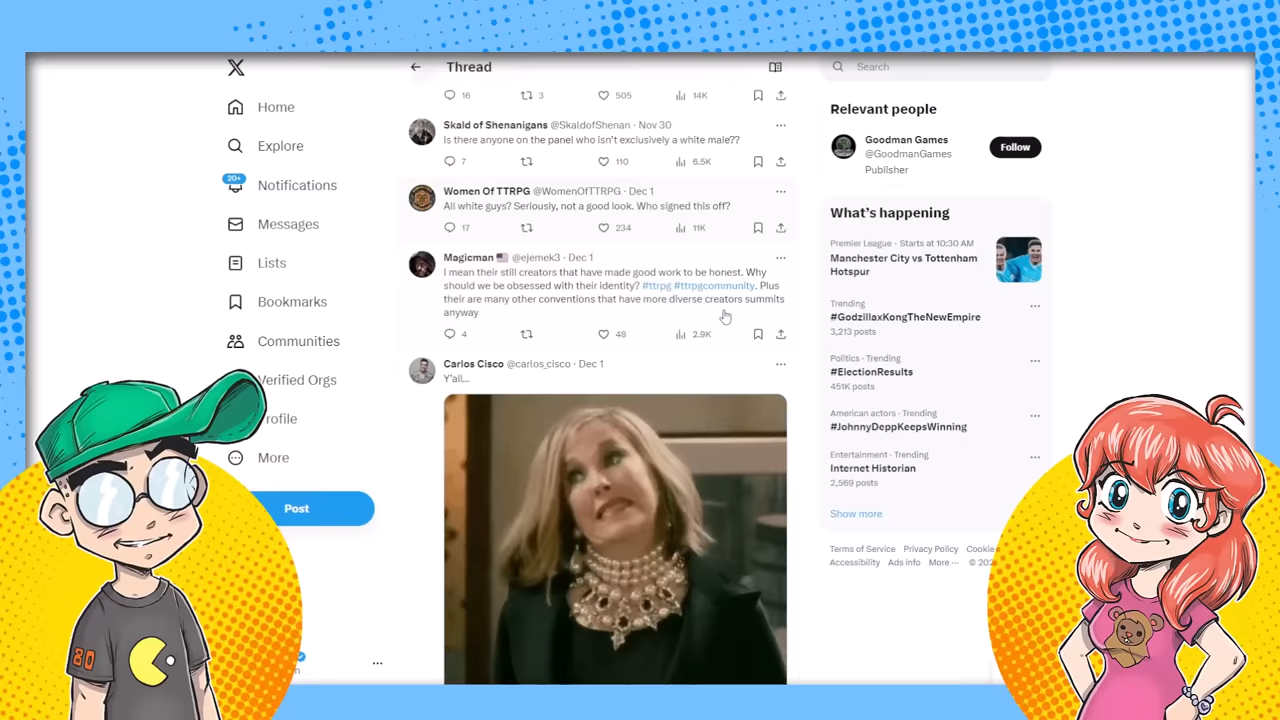 Home
Explore
20+
Notifications
Messages
Lists
Bookmarks
Communities
Verified Orgs
rofile
More
Post
Thread
16 3 505 14K
Skald of Shenanigans @SkaldofShenan · Nov 30
Is there anyone on the panel who isn't exclusively a white male??
7 110 6.5K
Women Of TTRPG @WomenOfTTRPG · Dec 1
All white guys? Seriously, not a good look. Who signed this off?
17 234 11K
Magicman @ejemek3 · Dec 1
I mean their still creators that have made good work to be honest. Why
should we be obsessed with their identity? #ttrpg #ttrpgcommunity. Plus
their are many other conventions that have more diverse creators summits
anyway
4 48 2.9K
Carlos Cisco @carlos_cisco · Dec 1
Y'all...
Search
Relevant people
Goodman Games
@GoodmanGames
Follow
Publisher
What's happening
Premier League · Starts at 10:30 AM
Manchester City vs Tottenham
Hotspur
Trending
#GodzillaxKongTheNewEmpire
3,213 posts
Politics · Trending
#ElectionResults
451K posts
American actors · Trending
#JohnnyDeppKeepsWinning
Entertainment · Trending
Internet Historian
2,569 posts
Show more
Terms of Service Privacy Policy Cookie
Accessibility Ads info More ··· © 202
80